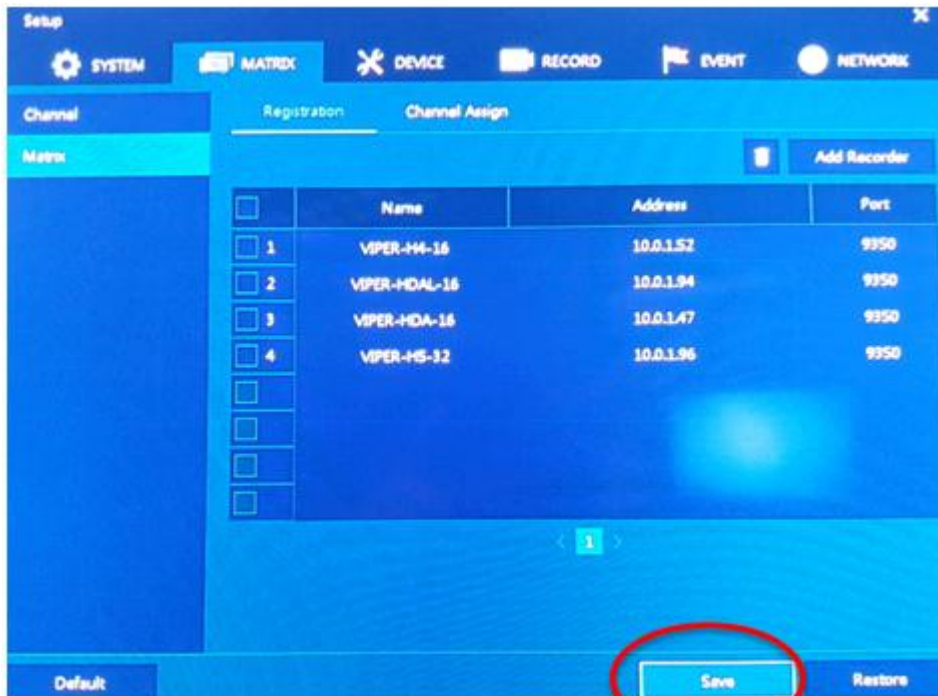 Setup
SYSTEM MATRIX DEVICE RECORD EVENT NETWORK
Channel
Matrix
Registration Channel Assign
Add Recorder
Name Address Port
1 VIPER-H4-16 10.0.1.52 9350
2 VIPER-HDAL-16 10.0.1.94 9350
3 VIPER-HDA-16 10.0.1.47 9350
4 VIPER-H5-32 10.0.1.96 9350
< 1 >
Default Save Restore